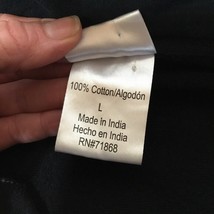 100% Cotton/Algodón
L
Made in India
Hecho en India
RN#71868